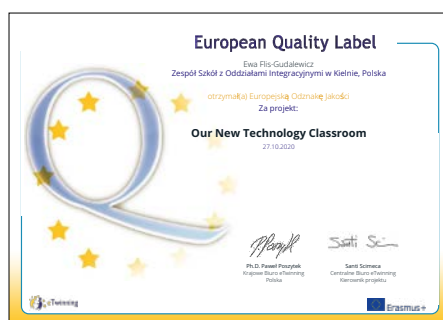 European Quality Label
Ewa Flis-Gudalewicz
Zespół Szkół z Oddziałami Integracyjnymi w Kielnie, Polska
otrzymał(a) Europejską Odznakę Jakości
Za projekt:
Our New Technology Classroom
27.10.2020
Ph.D. Paweł Poszytek
Krajowe Biuro eTwinning
Polska
Santi Scimeca
Centralne Biuro eTwinning
Kierownik projektu
eTwinning
Erasmus+